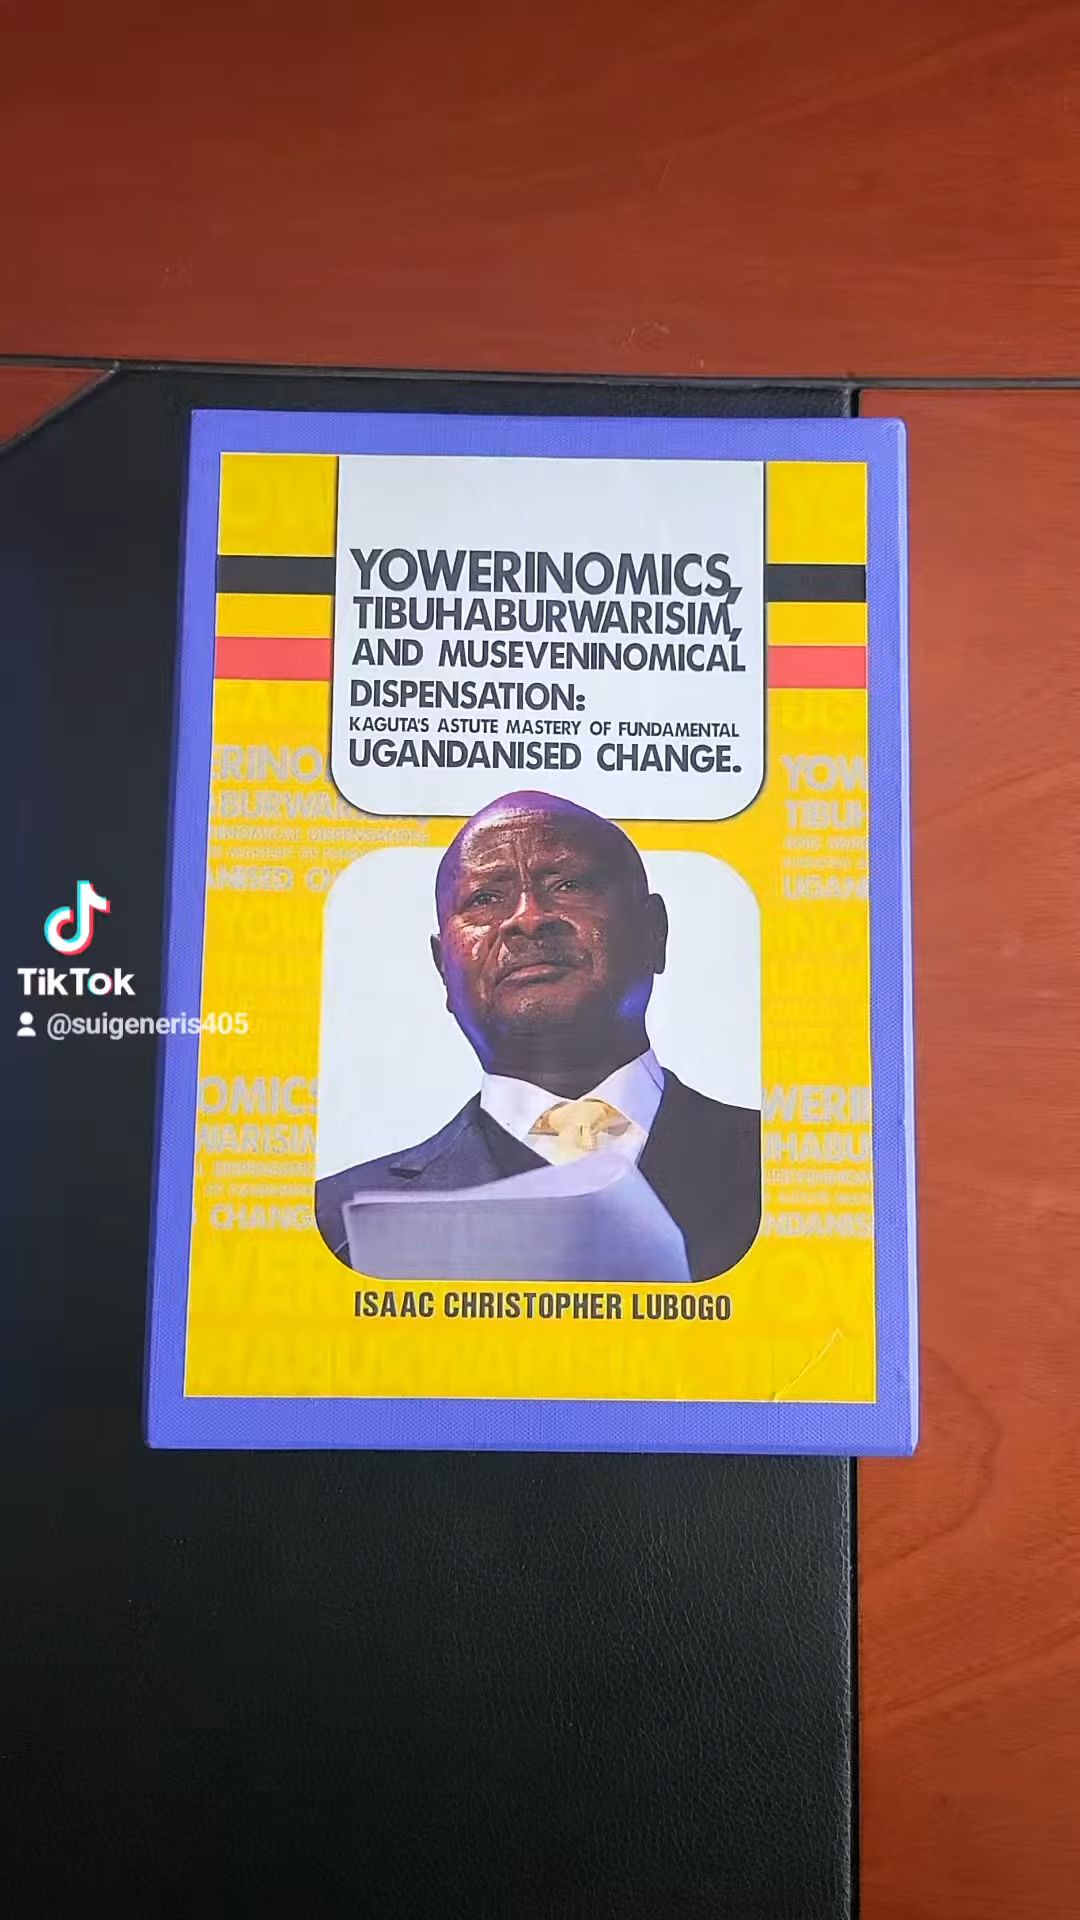 YOWERINOMICS,
TIBUHABURWARISIM,
AND MUSEVENINOMICAL
DISPENSATION:
KAGUTA'S ASTUTE MASTERY OF FUNDAMENTAL
UGANDANISED CHANGE.
TikTok
@suigeneris405
ISAAC CHRISTOPHER LUBOGO